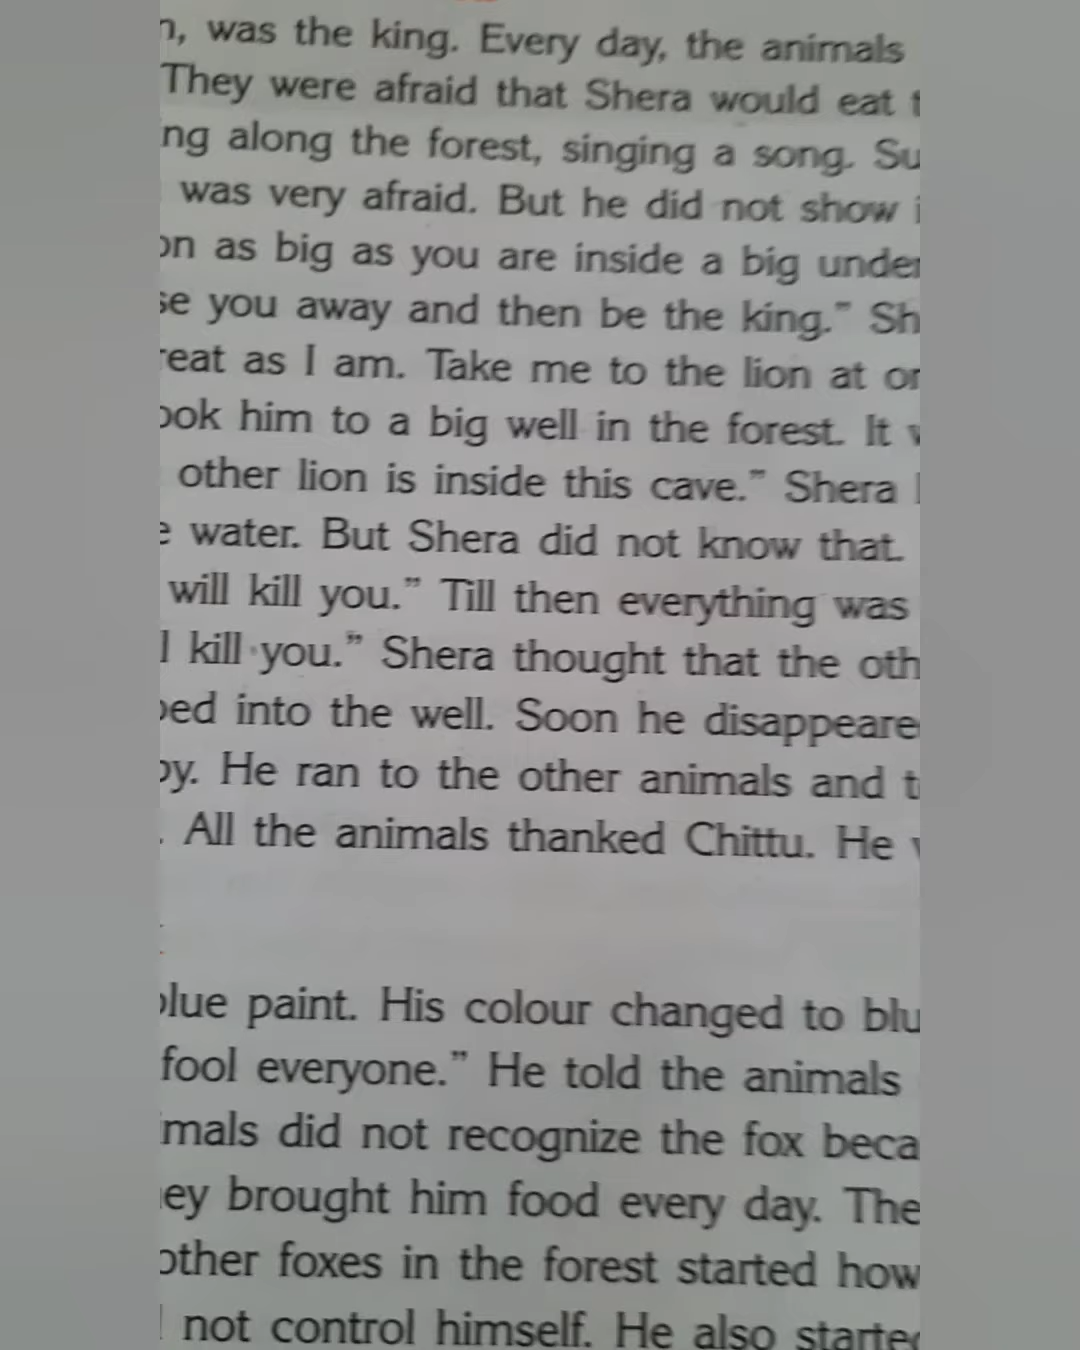 , was the king. Every day, the animals
They were afraid that Shera would eat
ng along the forest, singing a song. Su
was very afraid. But he did not show
on as big as you are inside a big under
se you away and then be the king.” Sh
reat as I am. Take me to the lion at or
ook him to a big well in the forest. It
other lion is inside this cave.” Shera
water. But Shera did not know that.
will kill you.” Till then everything was
l kill you.” Shera thought that the oth
ped into the well. Soon he disappeare
py. He ran to the other animals and t
. All the animals thanked Chittu. He
blue paint. His colour changed to blu
fool everyone.” He told the animals
mals did not recognize the fox beca
ey brought him food every day. The
other foxes in the forest started how
not control himself. He also started